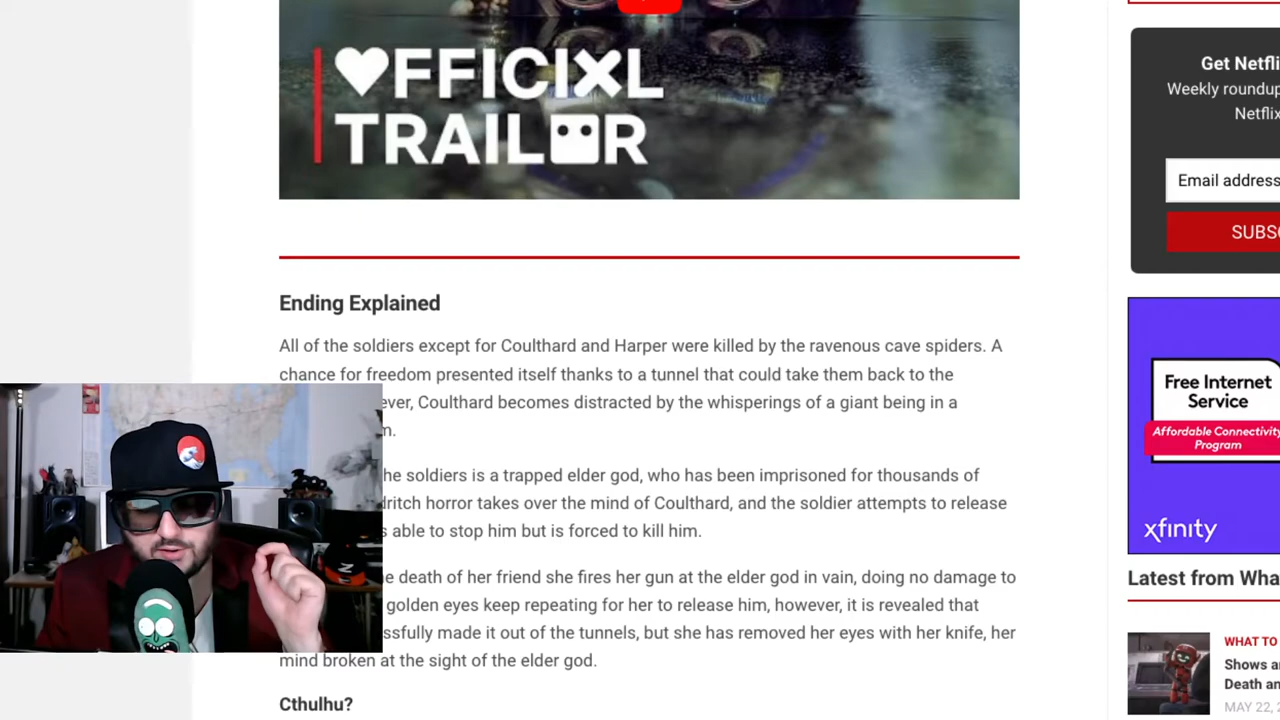 ♥FFICIXL
TRAIL R
Get Netfli
Weekly roundup
Netflix
Email address
SUBSC
Ending Explained
All of the soldiers except for Coulthard and Harper were killed by the ravenous cave spiders. A
chance for freedom presented itself thanks to a tunnel that could take them back to the
ever, Coulthard becomes distracted by the whisperings of a giant being in a
m.
he soldiers is a trapped elder god, who has been imprisoned for thousands of
dritch horror takes over the mind of Coulthard, and the soldier attempts to release
s able to stop him but is forced to kill him.
e death of her friend she fires her gun at the elder god in vain, doing no damage to
golden eyes keep repeating for her to release him, however, it is revealed that
ssfully made it out of the tunnels, but she has removed her eyes with her knife, her
mind broken at the sight of the elder god.
Cthulhu?
Free Internet
Service
Affordable Connectivity
Program
xfinity
Latest from Wha
WHAT TO
Shows a
Death an
MAY 22, 2